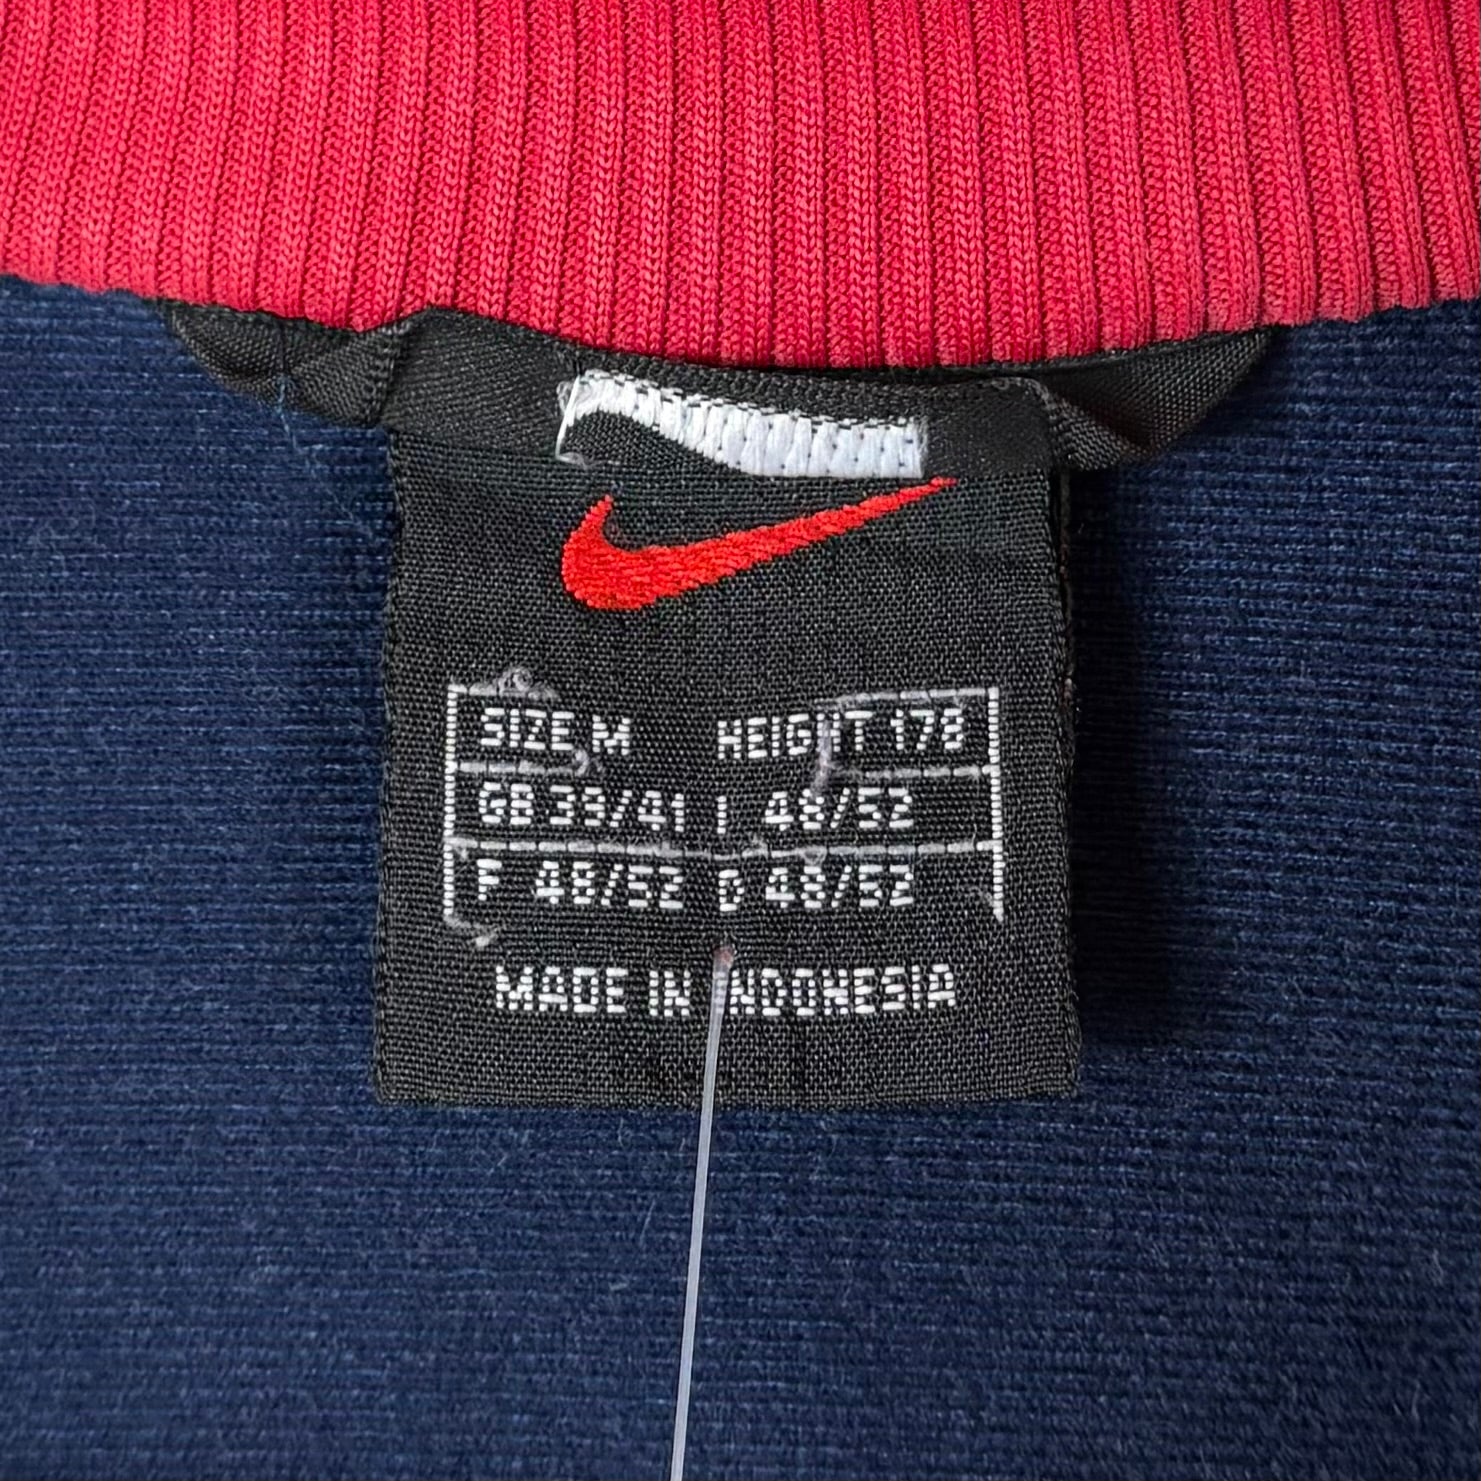 SIZE M HEIGHT 178
GB 39/41 I 48/52
F 48/52 D 48/52
MADE IN INDONESIA